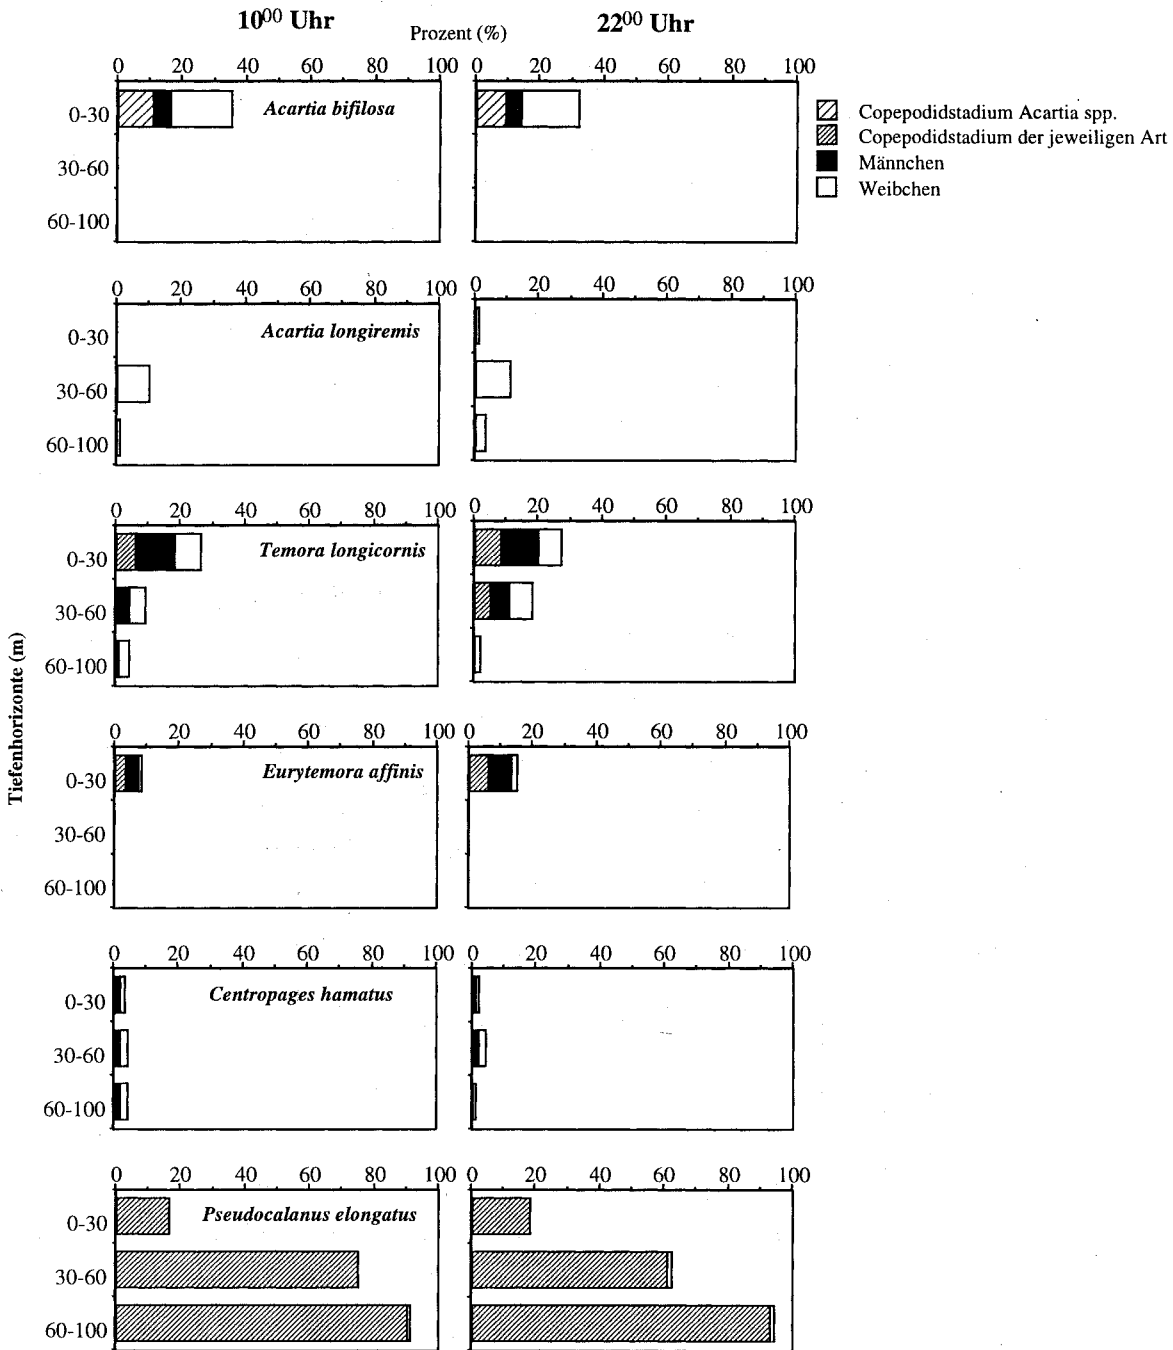 10⁰⁰ Uhr
Prozent (%)
22⁰⁰ Uhr
0 20 40 60 80 100
0 20 40 60 80 100
Acartia bifilosa
0-30
30-60
60-100
Copepodidstadium Acartia spp.
Copepodidstadium der jeweiligen Art
Männchen
Weibchen
0 20 40 60 80 100
0 20 40 60 80 100
Acartia longiremis
0-30
30-60
60-100
0 20 40 60 80 100
0 20 40 60 80 100
Temora longicornis
0-30
30-60
60-100
Tiefenhorizonte (m)
0 20 40 60 80 100
0 20 40 60 80 100
Eurytemora affinis
0-30
30-60
60-100
0 20 40 60 80 100
0 20 40 60 80 100
Centropages hamatus
0-30
30-60
60-100
0 20 40 60 80 100
0 20 40 60 80 100
Pseudocalanus elongatus
0-30
30-60
60-100